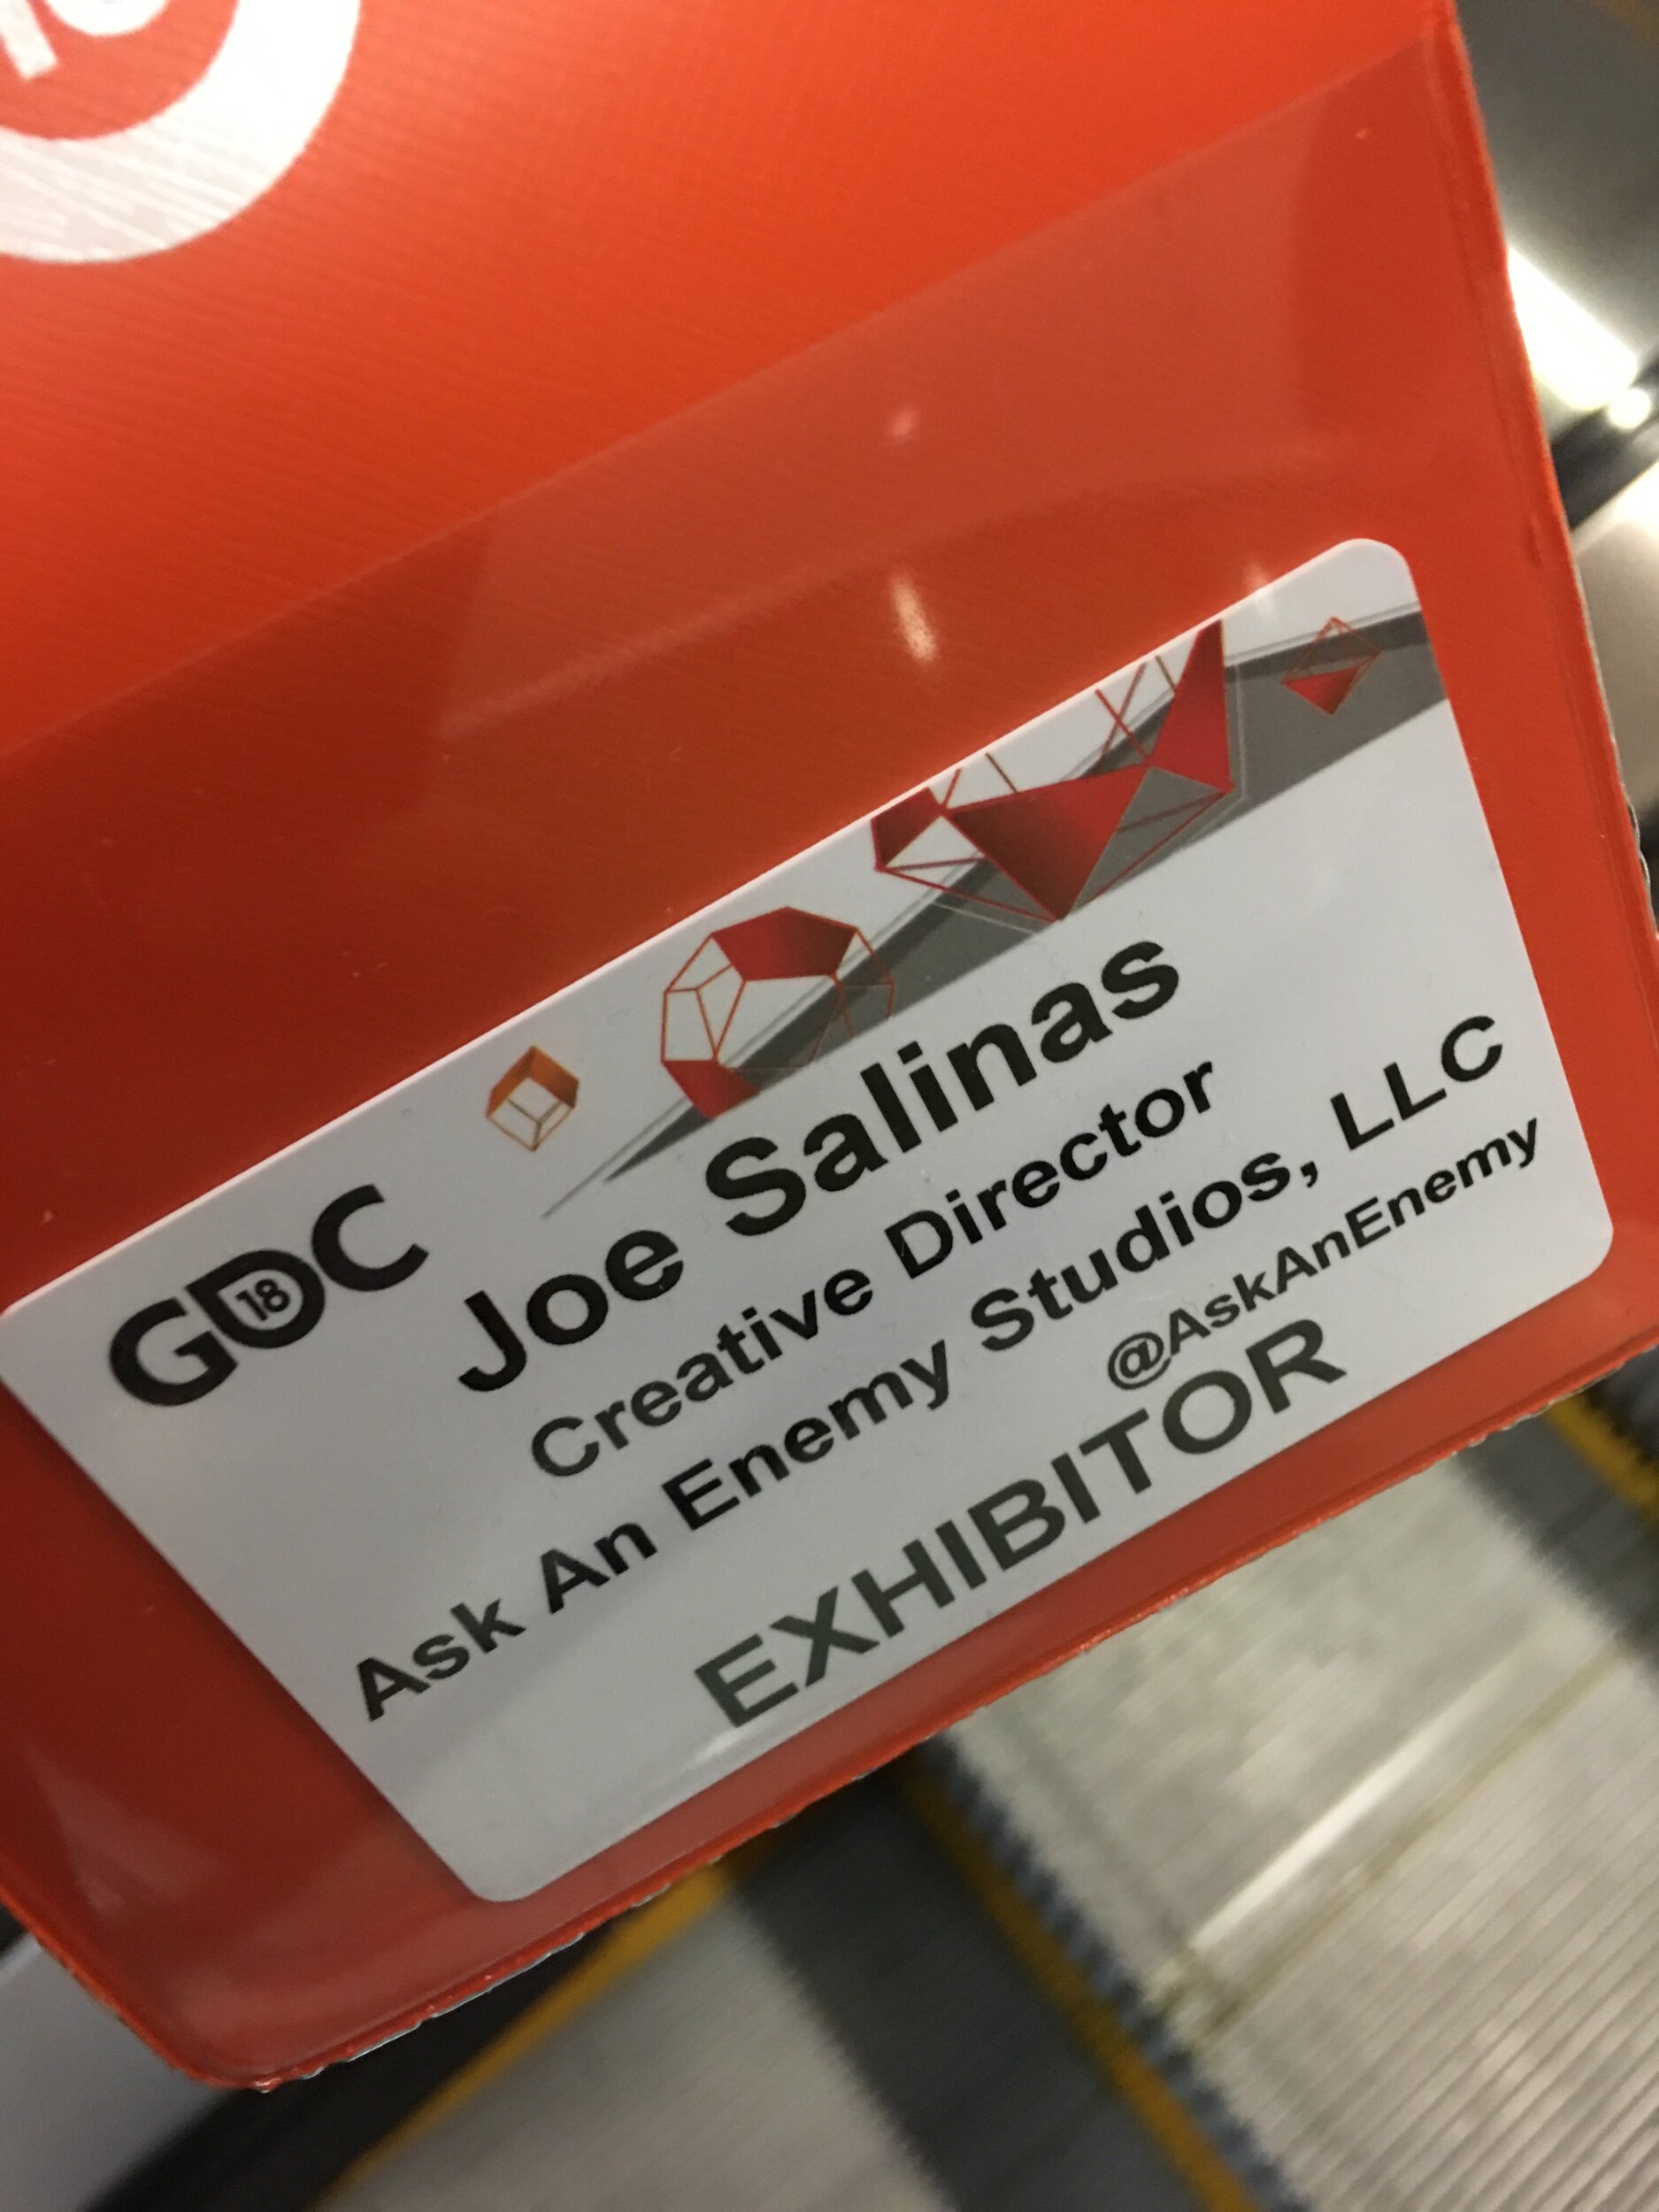 GDC
18
Joe Salinas
Creative Director
Ask An Enemy Studios, LLC
@AskAnEnemy
EXHIBITOR